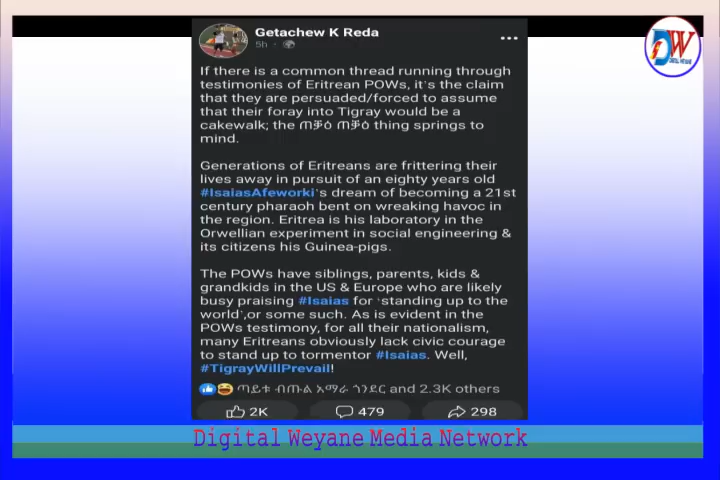 Getachew K Reda
5h
DW
DIGITAL WEYANE
If there is a common thread running through
testimonies of Eritrean POWs, it`s the claim
that they are persuaded/forced to assume
that their foray into Tigray would be a
cakewalk; the ጠቓዕ ጠቓዕ thing springs to
mind.
Generations of Eritreans are frittering their
lives away in pursuit of an eighty years old
#IsaiasAfeworki`s dream of becoming a 21st
century pharaoh bent on wreaking havoc in
the region. Eritrea is his laboratory in the
Orwellian experiment in social engineering &
its citizens his Guinea-pigs.
The POWs have siblings, parents, kids &
grandkids in the US & Europe who are likely
busy praising #Isaias for `standing up to the
world`,or some such. As is evident in the
POWs testimony, for all their nationalism,
many Eritreans obviously lack civic courage
to stand up to tormentor #Isaias. Well,
#TigrayWillPrevail!
ጣይቱ ብጡል አማራ ጎንደር and 2.3K others
2K 479 298
Digital Weyane Media Network